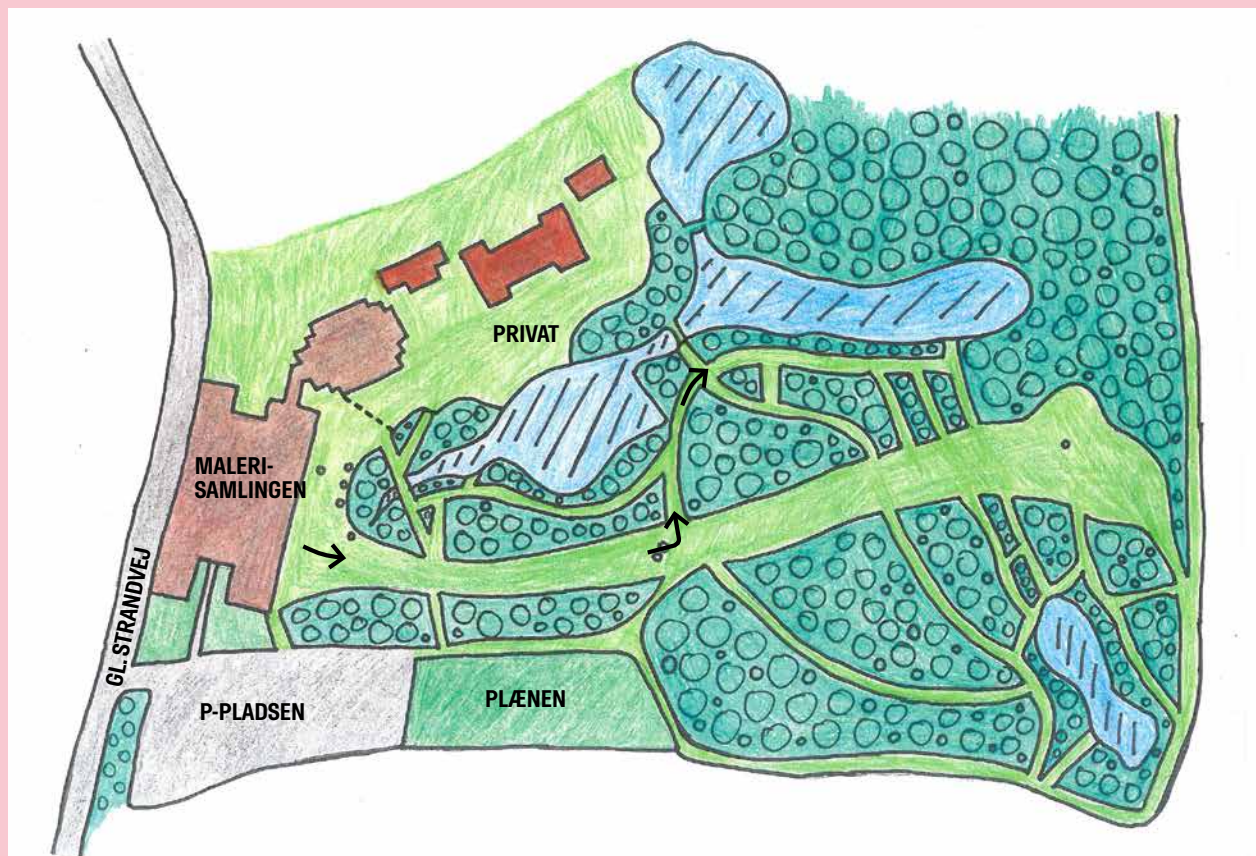 PRIVAT
MALERI-
SAMLINGEN
GL. STRANDVEJ
P-PLADSEN
PLÆNEN